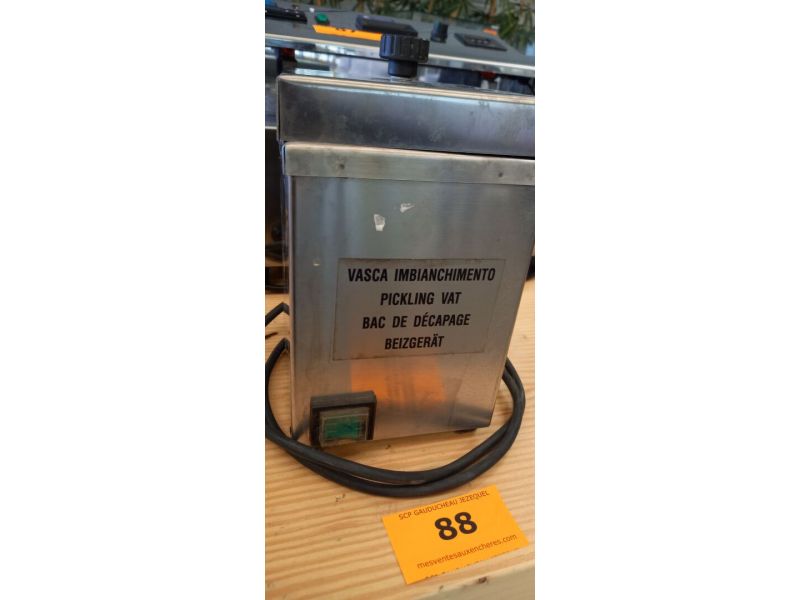 VASCA IMBIANCHIMENTO
PICKLING VAT
BAC DE DÉCAPAGE
BEIZGERÄT
SCP GAUDUCHEAU JEZEQUEL
88
mesventesauxencheres.com